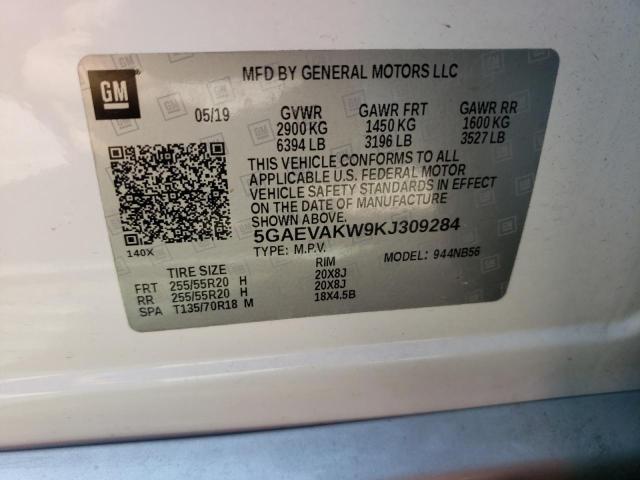 GM
MFD BY GENERAL MOTORS LLC
05/19 GVWR GAWR FRT GAWR RR
2900 KG 1450 KG 1600 KG
6394 LB 3196 LB 3527 LB
THIS VEHICLE CONFORMS TO ALL
APPLICABLE U.S. FEDERAL MOTOR
VEHICLE SAFETY STANDARDS IN EFFECT
ON THE DATE OF MANUFACTURE
SHOWN ABOVE.
5GAEVAKW9KJ309284
140X TYPE: M.P.V. MODEL: 944NB56
TIRE SIZE RIM
FRT 255/55R20 H 20X8J
RR 255/55R20 H 20X8J
SPA T135/70R18 M 18X4.5B